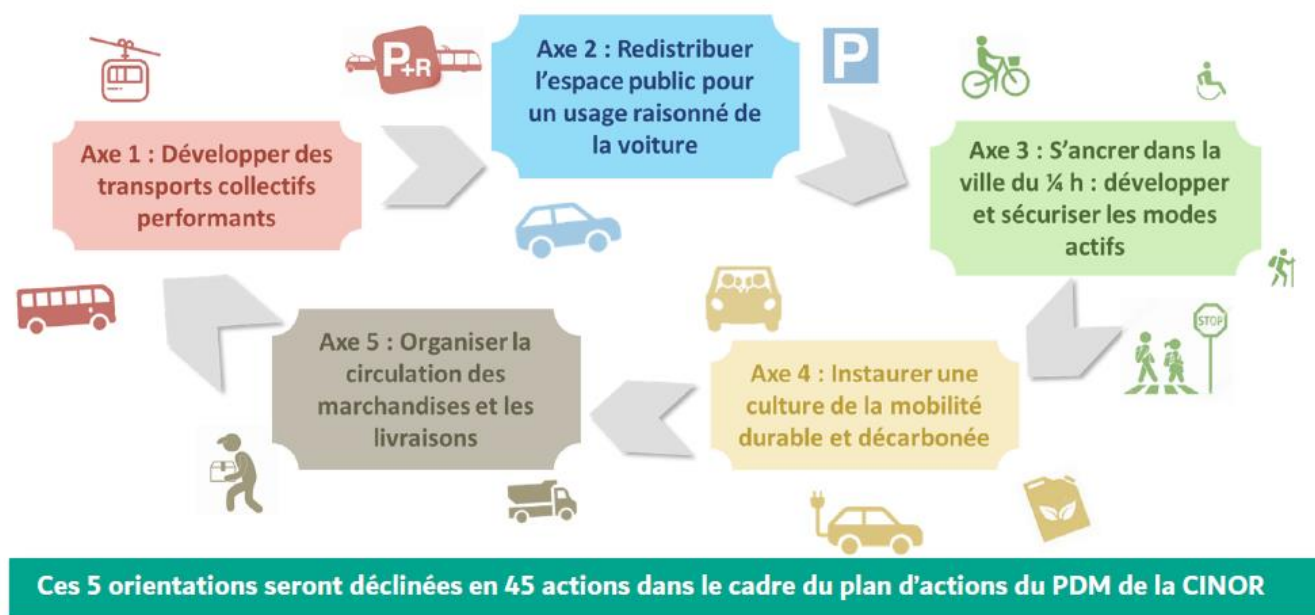 P+R
Axe 2 : Redistribuer
l’espace public pour
un usage raisonné de
la voiture
P
Axe 1 : Développer des
transports collectifs
performants
Axe 3 : S’ancrer dans la
ville du ¼ h : développer
et sécuriser les modes
actifs
STOP
Axe 5 : Organiser la
circulation des
marchandises et les
livraisons
Axe 4 : Instaurer une
culture de la mobilité
durable et décarbonée
Ces 5 orientations seront déclinées en 45 actions dans le cadre du plan d’actions du PDM de la CINOR